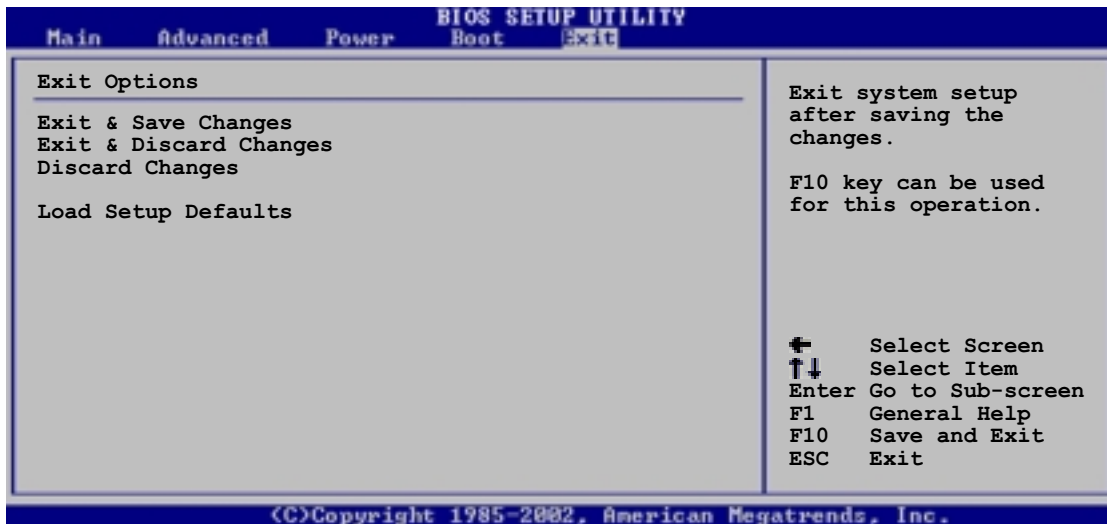 BIOS SETUP UTILITY
Main Advanced Power Boot Exit
Exit Options
Exit & Save Changes
Exit & Discard Changes
Discard Changes
Load Setup Defaults
Exit system setup
after saving the
changes.
F10 key can be used
for this operation.
← Select Screen
↑↓ Select Item
Enter Go to Sub-screen
F1 General Help
F10 Save and Exit
ESC Exit
(C)Copyright 1985-2002, American Megatrends, Inc.